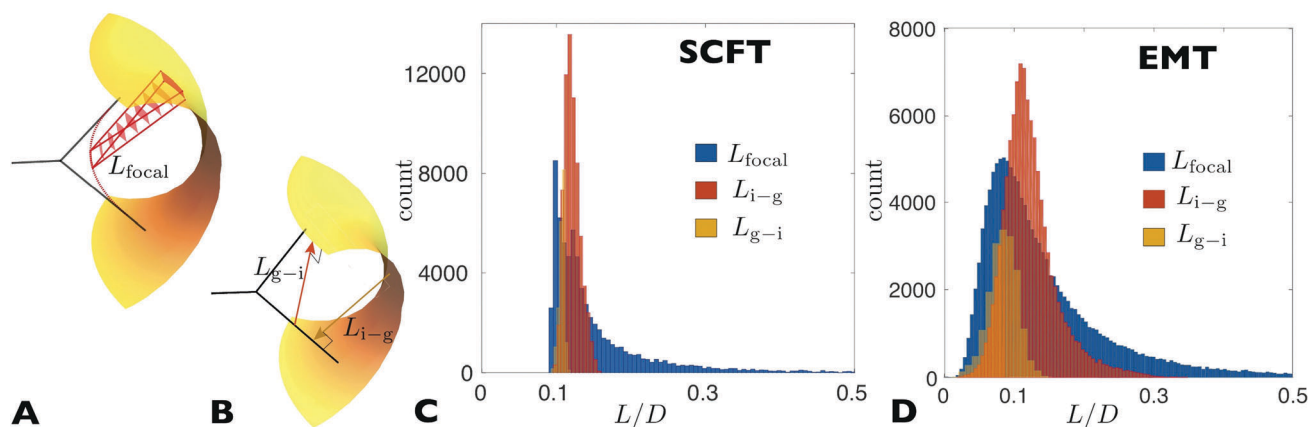 A
L_focal
B
L_g−i
L_i−g
C
SCFT
count
12000
8000
4000
0
0
0.1
0.3
0.5
L/D
L_focal
L_i−g
L_g−i
D
EMT
count
8000
6000
4000
2000
0
0
0.1
0.3
0.5
L/D
L_focal
L_i−g
L_g−i